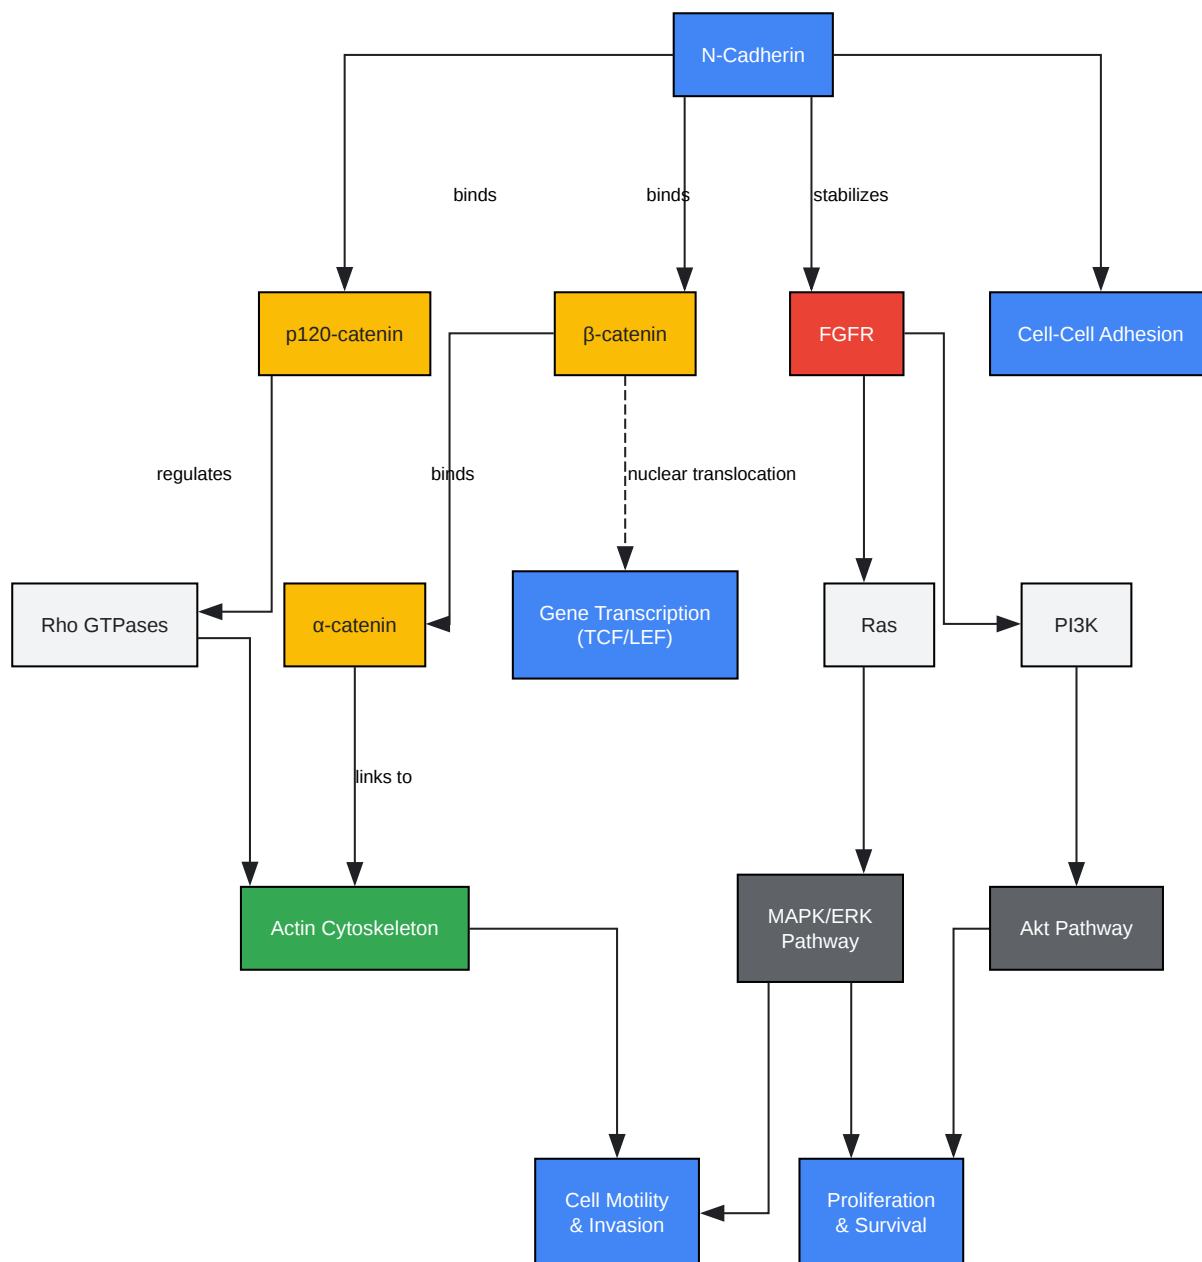 N-Cadherin
binds
binds
stabilizes
p120-catenin
β-catenin
FGFR
Cell-Cell Adhesion
regulates
binds
nuclear translocation
Rho GTPases
α-catenin
Gene Transcription
(TCF/LEF)
Ras
PI3K
links to
Actin Cytoskeleton
MAPK/ERK
Pathway
Akt Pathway
Cell Motility
& Invasion
Proliferation
& Survival